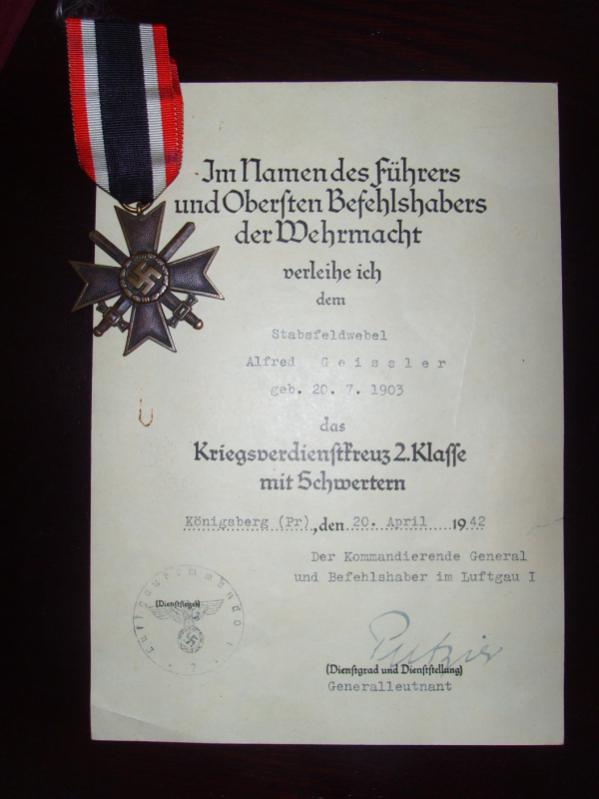 Im Namen des Führers
und Obersten Befehlshabers
der Wehrmacht
verleihe ich
dem
Stabsfeldwebel
Alfred Geissler
geb. 20. 7. 1903
das
Kriegsverdienstkreuz 2. Klasse
mit Schwertern
Königsberg (Pr), den 20. April 1942
Der Kommandierende General
und Befehlshaber im Luftgau I
(Dienstsiegel)
Luftgaukommando I
Putzier
(Dienstgrad und Dienststellung)
Generalleutnant